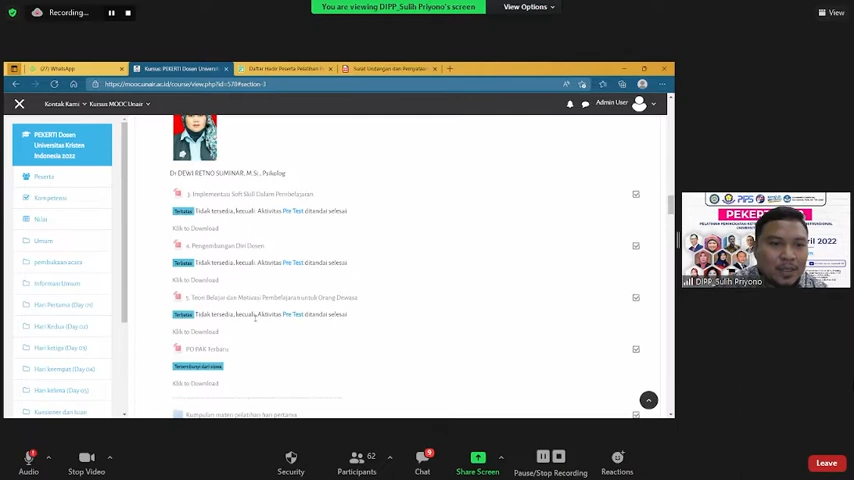 Recording...
You are viewing DIPP_Sulih Priyono's screen
View Options
View
(27) WhatsApp
Kursus: PEKERTI Dosen Universi
Daftar Hadir Peserta Pelatihan
Surat Undangan dan Pernyataa
https://mooc.unair.ac.id/course/view.php?id=578#section-3
Kontak Kami
Kursus MOOC Unair
Admin User
PEKERTI Dosen
Universitas Kristen
Indonesia 2022
Peserta
Kompetensi
Nilai
Umum
pembukaan acara
Informasi Umum
Hari Pertama (Day 01)
Hari Kedua (Day 02)
Hari ketiga (Day 03)
Hari keempat (Day 04)
Hari kelima (Day 05)
Dr DEWI RETNO SUMINAR, M.Si., Psikolog
3. Implementasi Soft Skill Dalam Pembelajaran
Terbatas Tidak tersedia, kecuali: Aktivitas Pre Test ditandai selesai
Klik to Download
4. Pengembangan Diri Dosen
Terbatas Tidak tersedia, kecuali: Aktivitas Pre Test ditandai selesai
Klik to Download
5. Teori Belajar dan Motivasi Pembelajaran untuk Orang Dewasa
Terbatas Tidak tersedia, kecuali: Aktivitas Pre Test ditandai selesai
Klik to Download
PO PAK Terbaru
Tersembunyi dari siswa
Klik to Download
Kumpulan materi pelatihan hari pertama
PIPS
PEKER
April 2022
DIPP_Sulih Priyono
Audio
Stop Video
Security
62
Participants
9
Chat
Share Screen
Pause/Stop Recording
Reactions
Leave